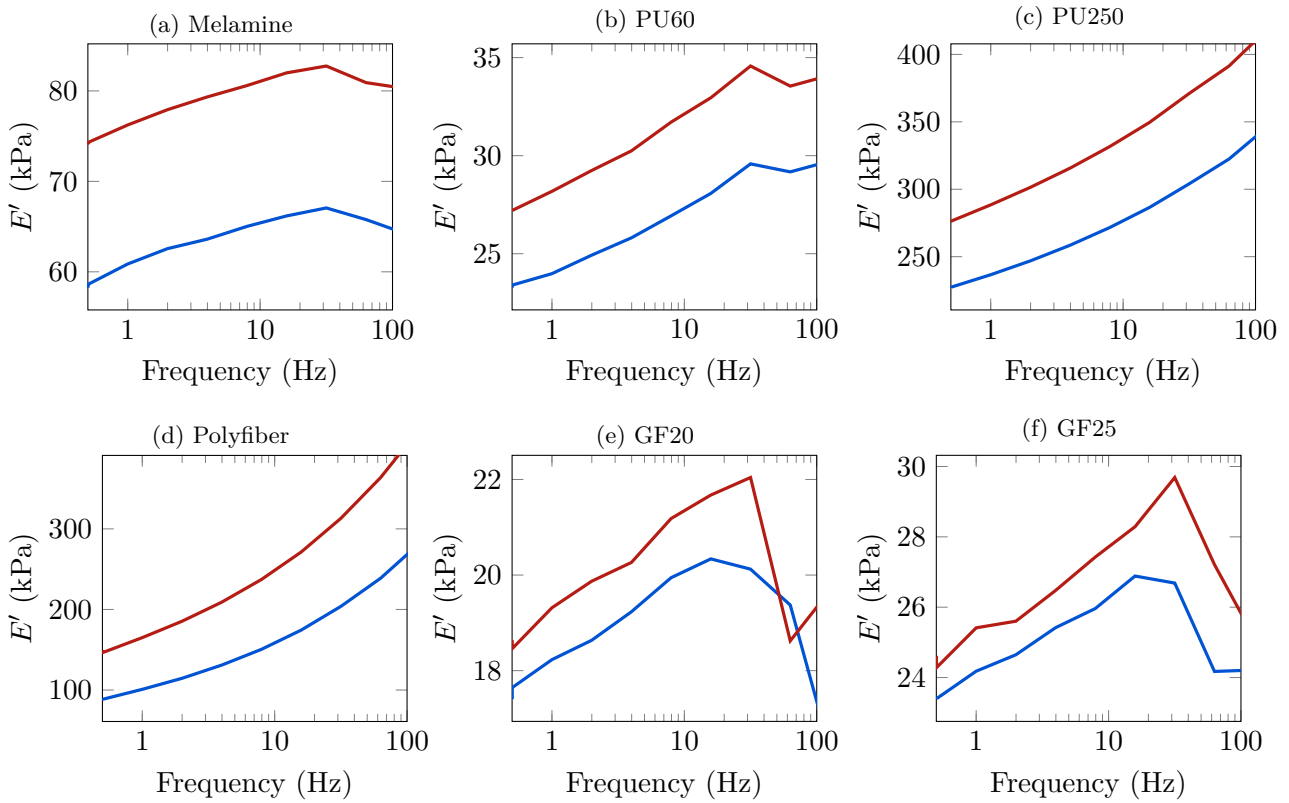 (a) Melamine
80
70
60
E′ (kPa)
1 10 100
Frequency (Hz)
(b) PU60
35
30
25
E′ (kPa)
1 10 100
Frequency (Hz)
(c) PU250
400
350
300
250
E′ (kPa)
1 10 100
Frequency (Hz)
(d) Polyfiber
300
200
100
E′ (kPa)
1 10 100
Frequency (Hz)
(e) GF20
22
20
18
E′ (kPa)
1 10 100
Frequency (Hz)
(f) GF25
30
28
26
24
E′ (kPa)
1 10 100
Frequency (Hz)